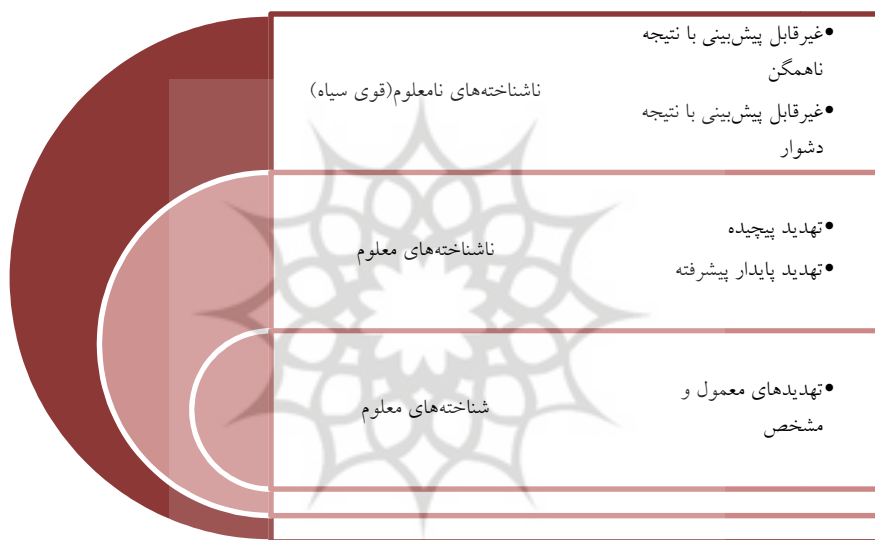 •غیرقابل پیش‌بینی با نتیجه
ناهمگن
•غیرقابل پیش‌بینی با نتیجه
دشوار
ناشناخته‌های نامعلوم(قوی سیاه)
•تهدید پیچیده
•تهدید پایدار پیشرفته
ناشناخته‌های معلوم
•تهدیدهای معمول و
مشخص
شناخته‌های معلوم